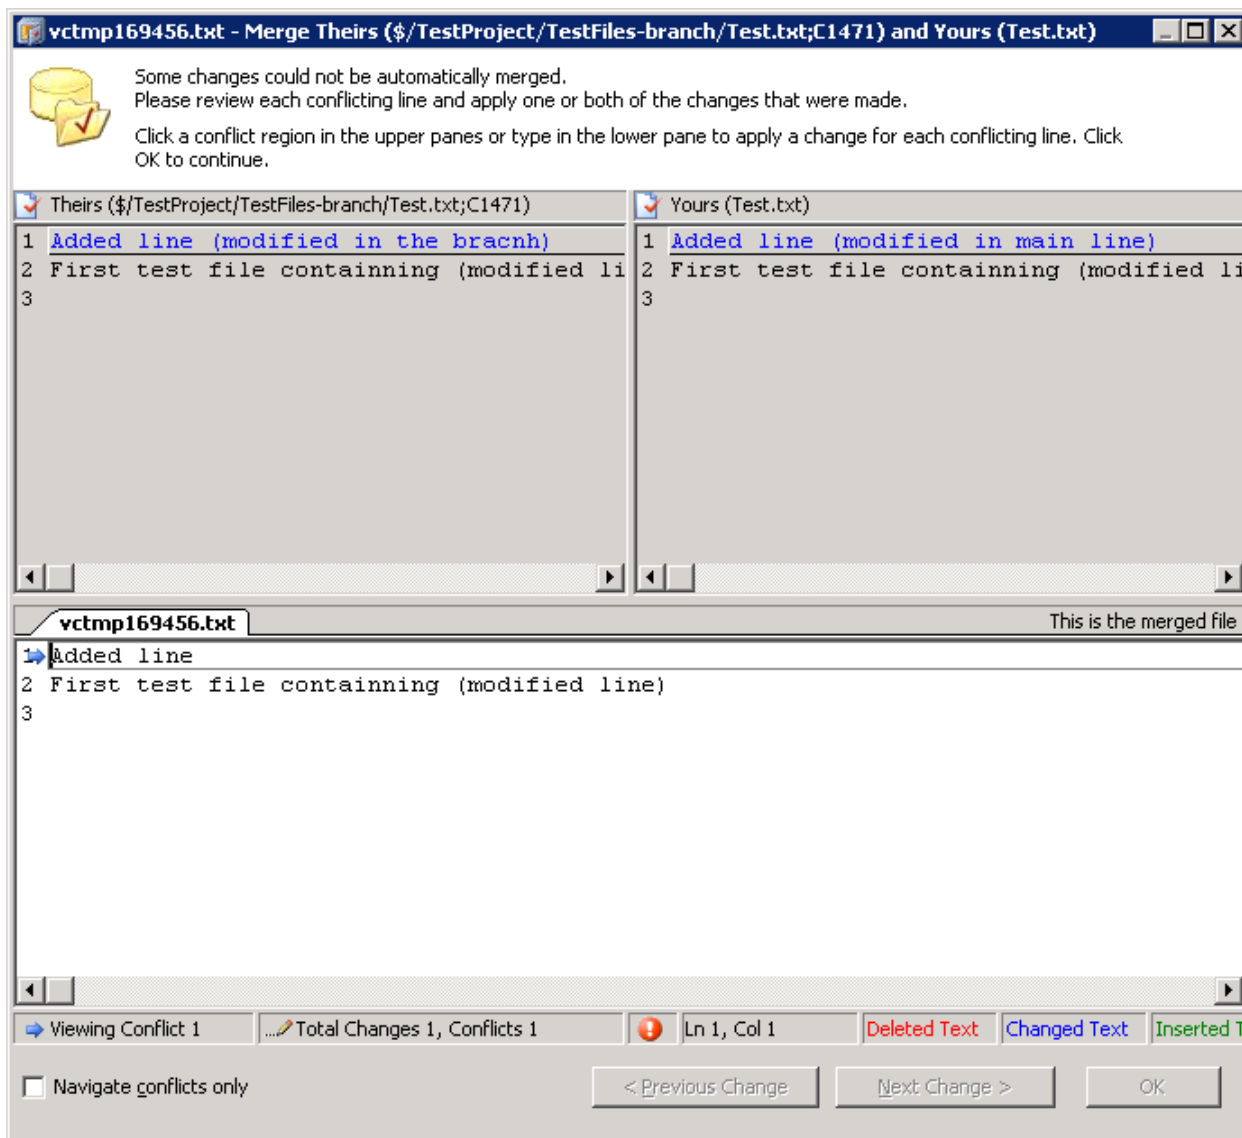 vctmp169456.txt - Merge Theirs ($/TestProject/TestFiles-branch/Test.txt;C1471) and Yours (Test.txt)
Some changes could not be automatically merged.
Please review each conflicting line and apply one or both of the changes that were made.
Click a conflict region in the upper panes or type in the lower pane to apply a change for each conflicting line. Click
OK to continue.
Theirs ($/TestProject/TestFiles-branch/Test.txt;C1471)
1 Added line (modified in the bracnh)
2 First test file containning (modified li
3
Yours (Test.txt)
1 Added line (modified in main line)
2 First test file containning (modified li
3
vctmp169456.txt
This is the merged file
1 Added line
2 First test file containning (modified line)
3
Viewing Conflict 1
... Total Changes 1, Conflicts 1
Ln 1, Col 1
Deleted Text
Changed Text
Inserted T
Navigate conflicts only
< Previous Change
Next Change >
OK